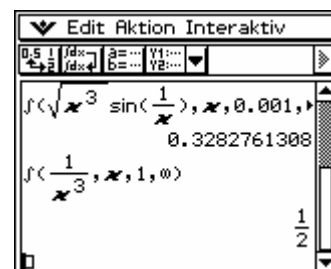 Edit Aktion Interaktiv
∫(√x³ sin(1/x),x,0.001,▸
0.3282761308
∫(1/x³,x,1,∞)
1/2